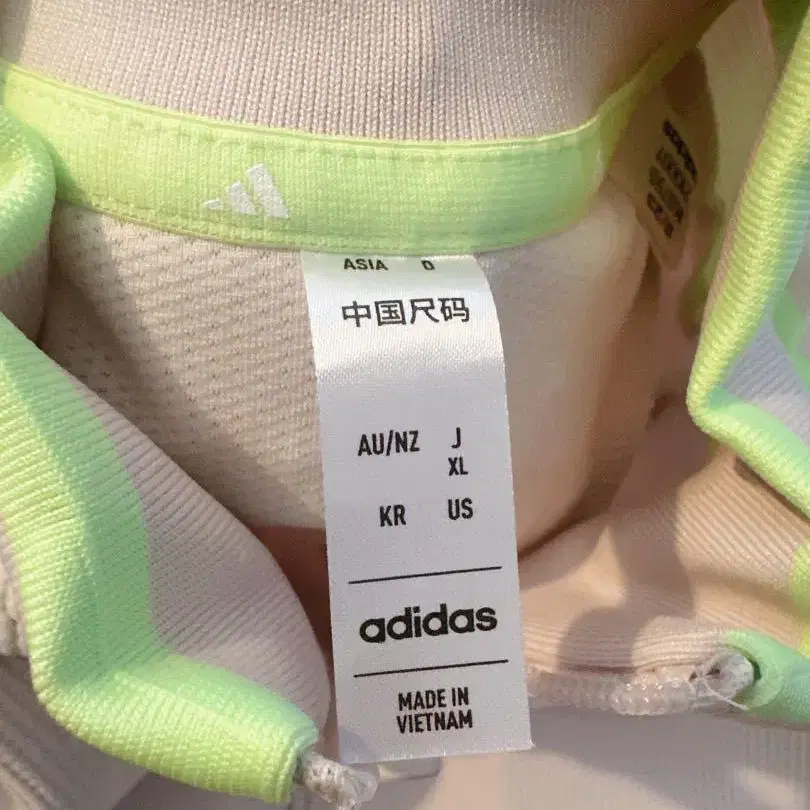 ASIA D
中国尺码
AU/NZ J
XL
KR US
adidas
MADE IN
VIETNAM